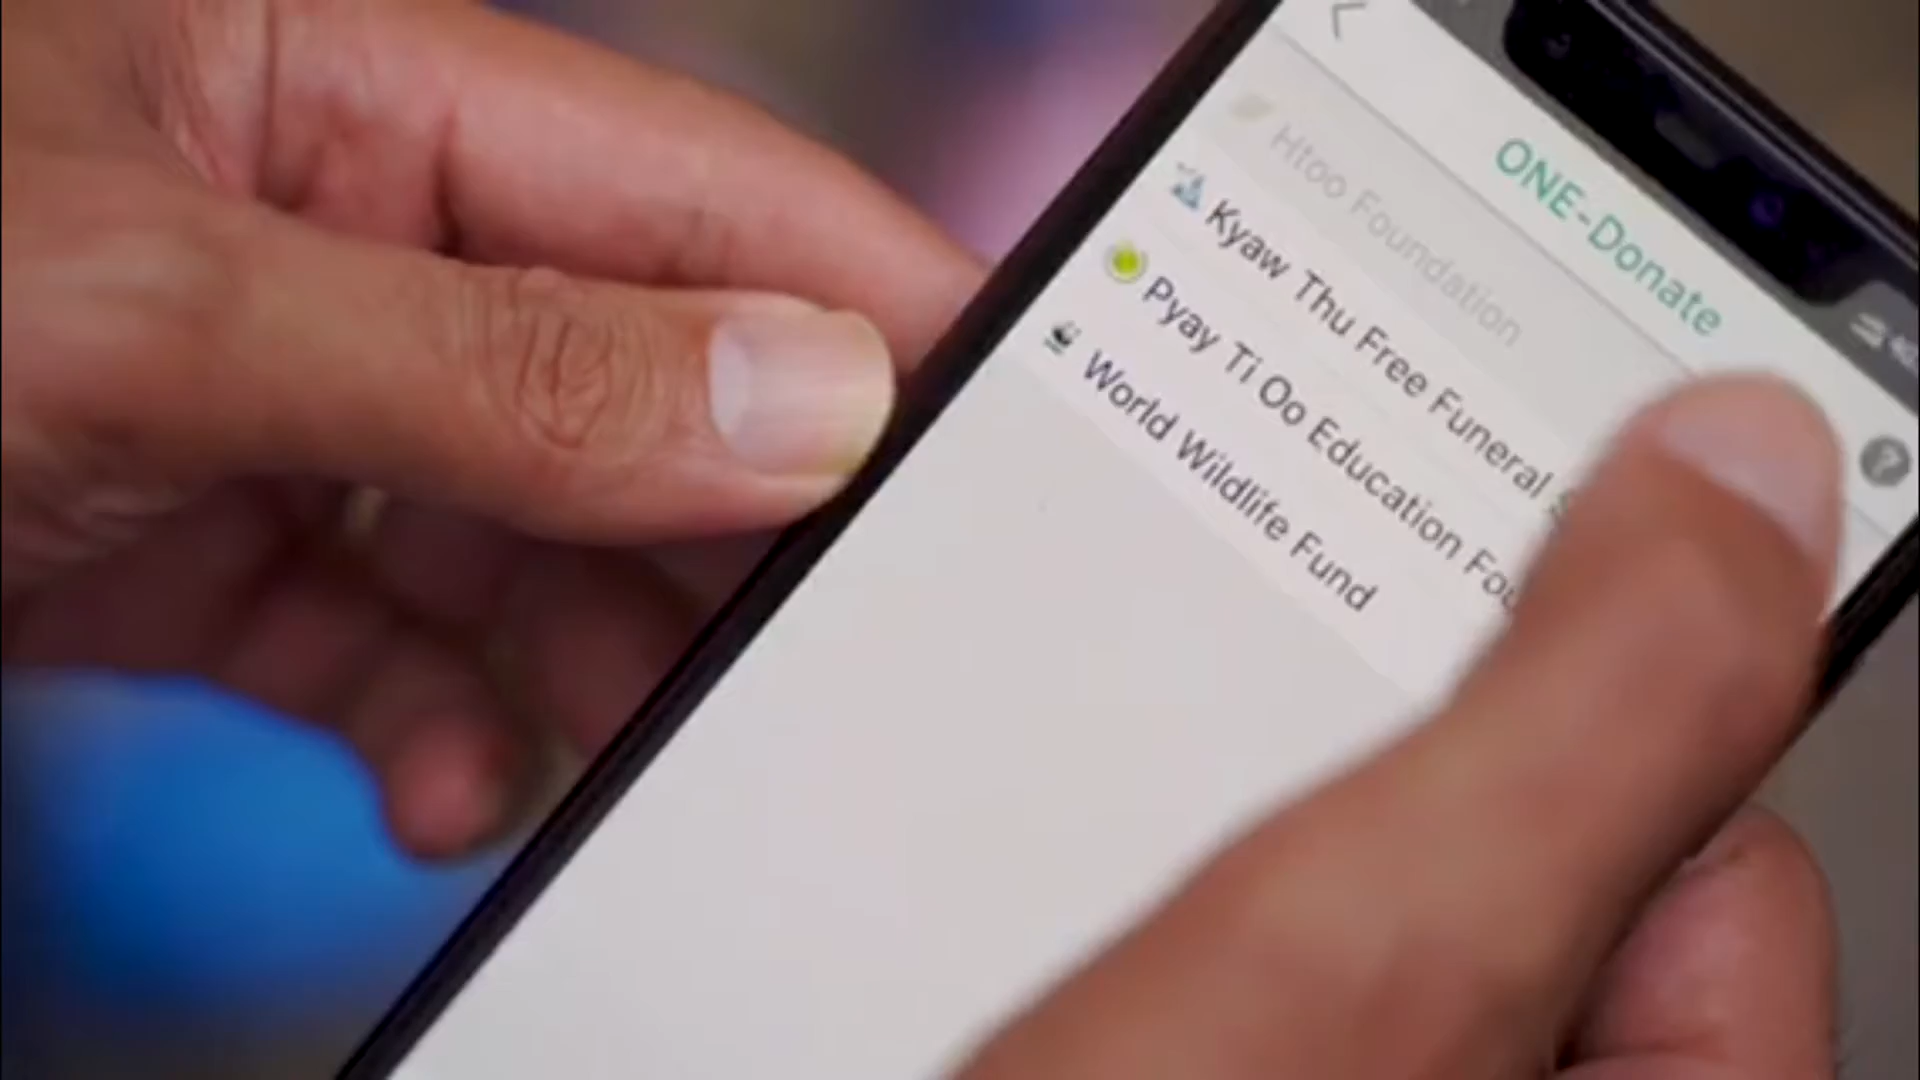 ONE-Donate
?
Htoo Foundation
Kyaw Thu Free Funeral
Pyay Ti Oo Education
World Wildlife Fund